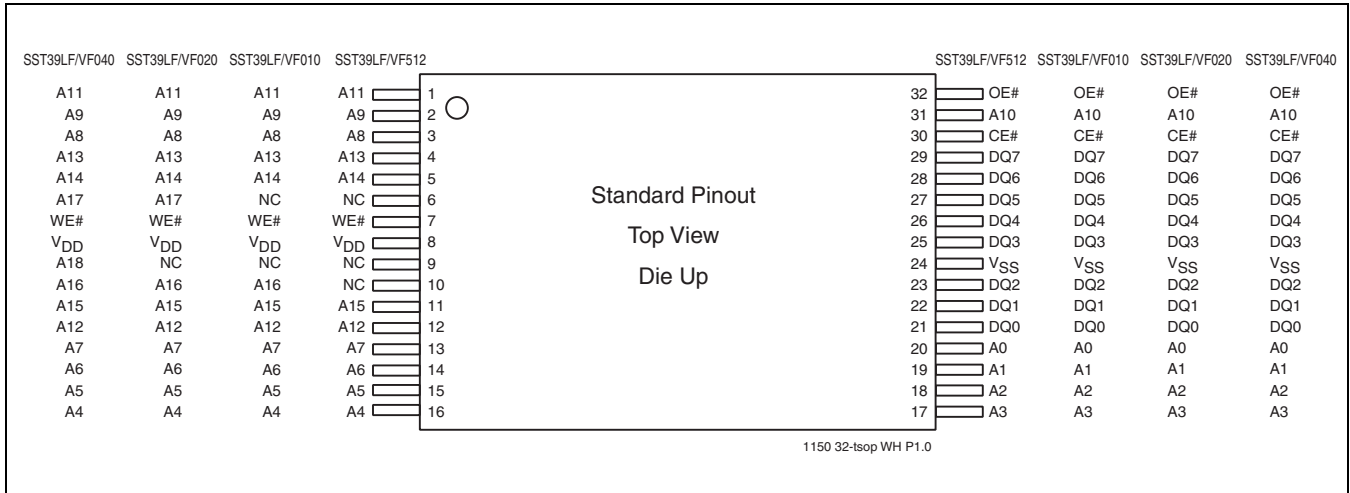 SST39LF/VF040 SST39LF/VF020 SST39LF/VF010 SST39LF/VF512 SST39LF/VF512 SST39LF/VF010 SST39LF/VF020 SST39LF/VF040
A11 A11 A11 A11 1 32 OE# OE# OE# OE#
A9 A9 A9 A9 2 31 A10 A10 A10 A10
A8 A8 A8 A8 3 30 CE# CE# CE# CE#
A13 A13 A13 A13 4 29 DQ7 DQ7 DQ7 DQ7
A14 A14 A14 A14 5 28 DQ6 DQ6 DQ6 DQ6
A17 A17 NC NC 6 Standard Pinout 27 DQ5 DQ5 DQ5 DQ5
WE# WE# WE# WE# 7 26 DQ4 DQ4 DQ4 DQ4
VDD VDD VDD VDD 8 Top View 25 DQ3 DQ3 DQ3 DQ3
A18 NC NC NC 9 24 VSS VSS VSS VSS
A16 A16 A16 NC 10 Die Up 23 DQ2 DQ2 DQ2 DQ2
A15 A15 A15 A15 11 22 DQ1 DQ1 DQ1 DQ1
A12 A12 A12 A12 12 21 DQ0 DQ0 DQ0 DQ0
A7 A7 A7 A7 13 20 A0 A0 A0 A0
A6 A6 A6 A6 14 19 A1 A1 A1 A1
A5 A5 A5 A5 15 18 A2 A2 A2 A2
A4 A4 A4 A4 16 17 A3 A3 A3 A3
1150 32-tsop WH P1.0